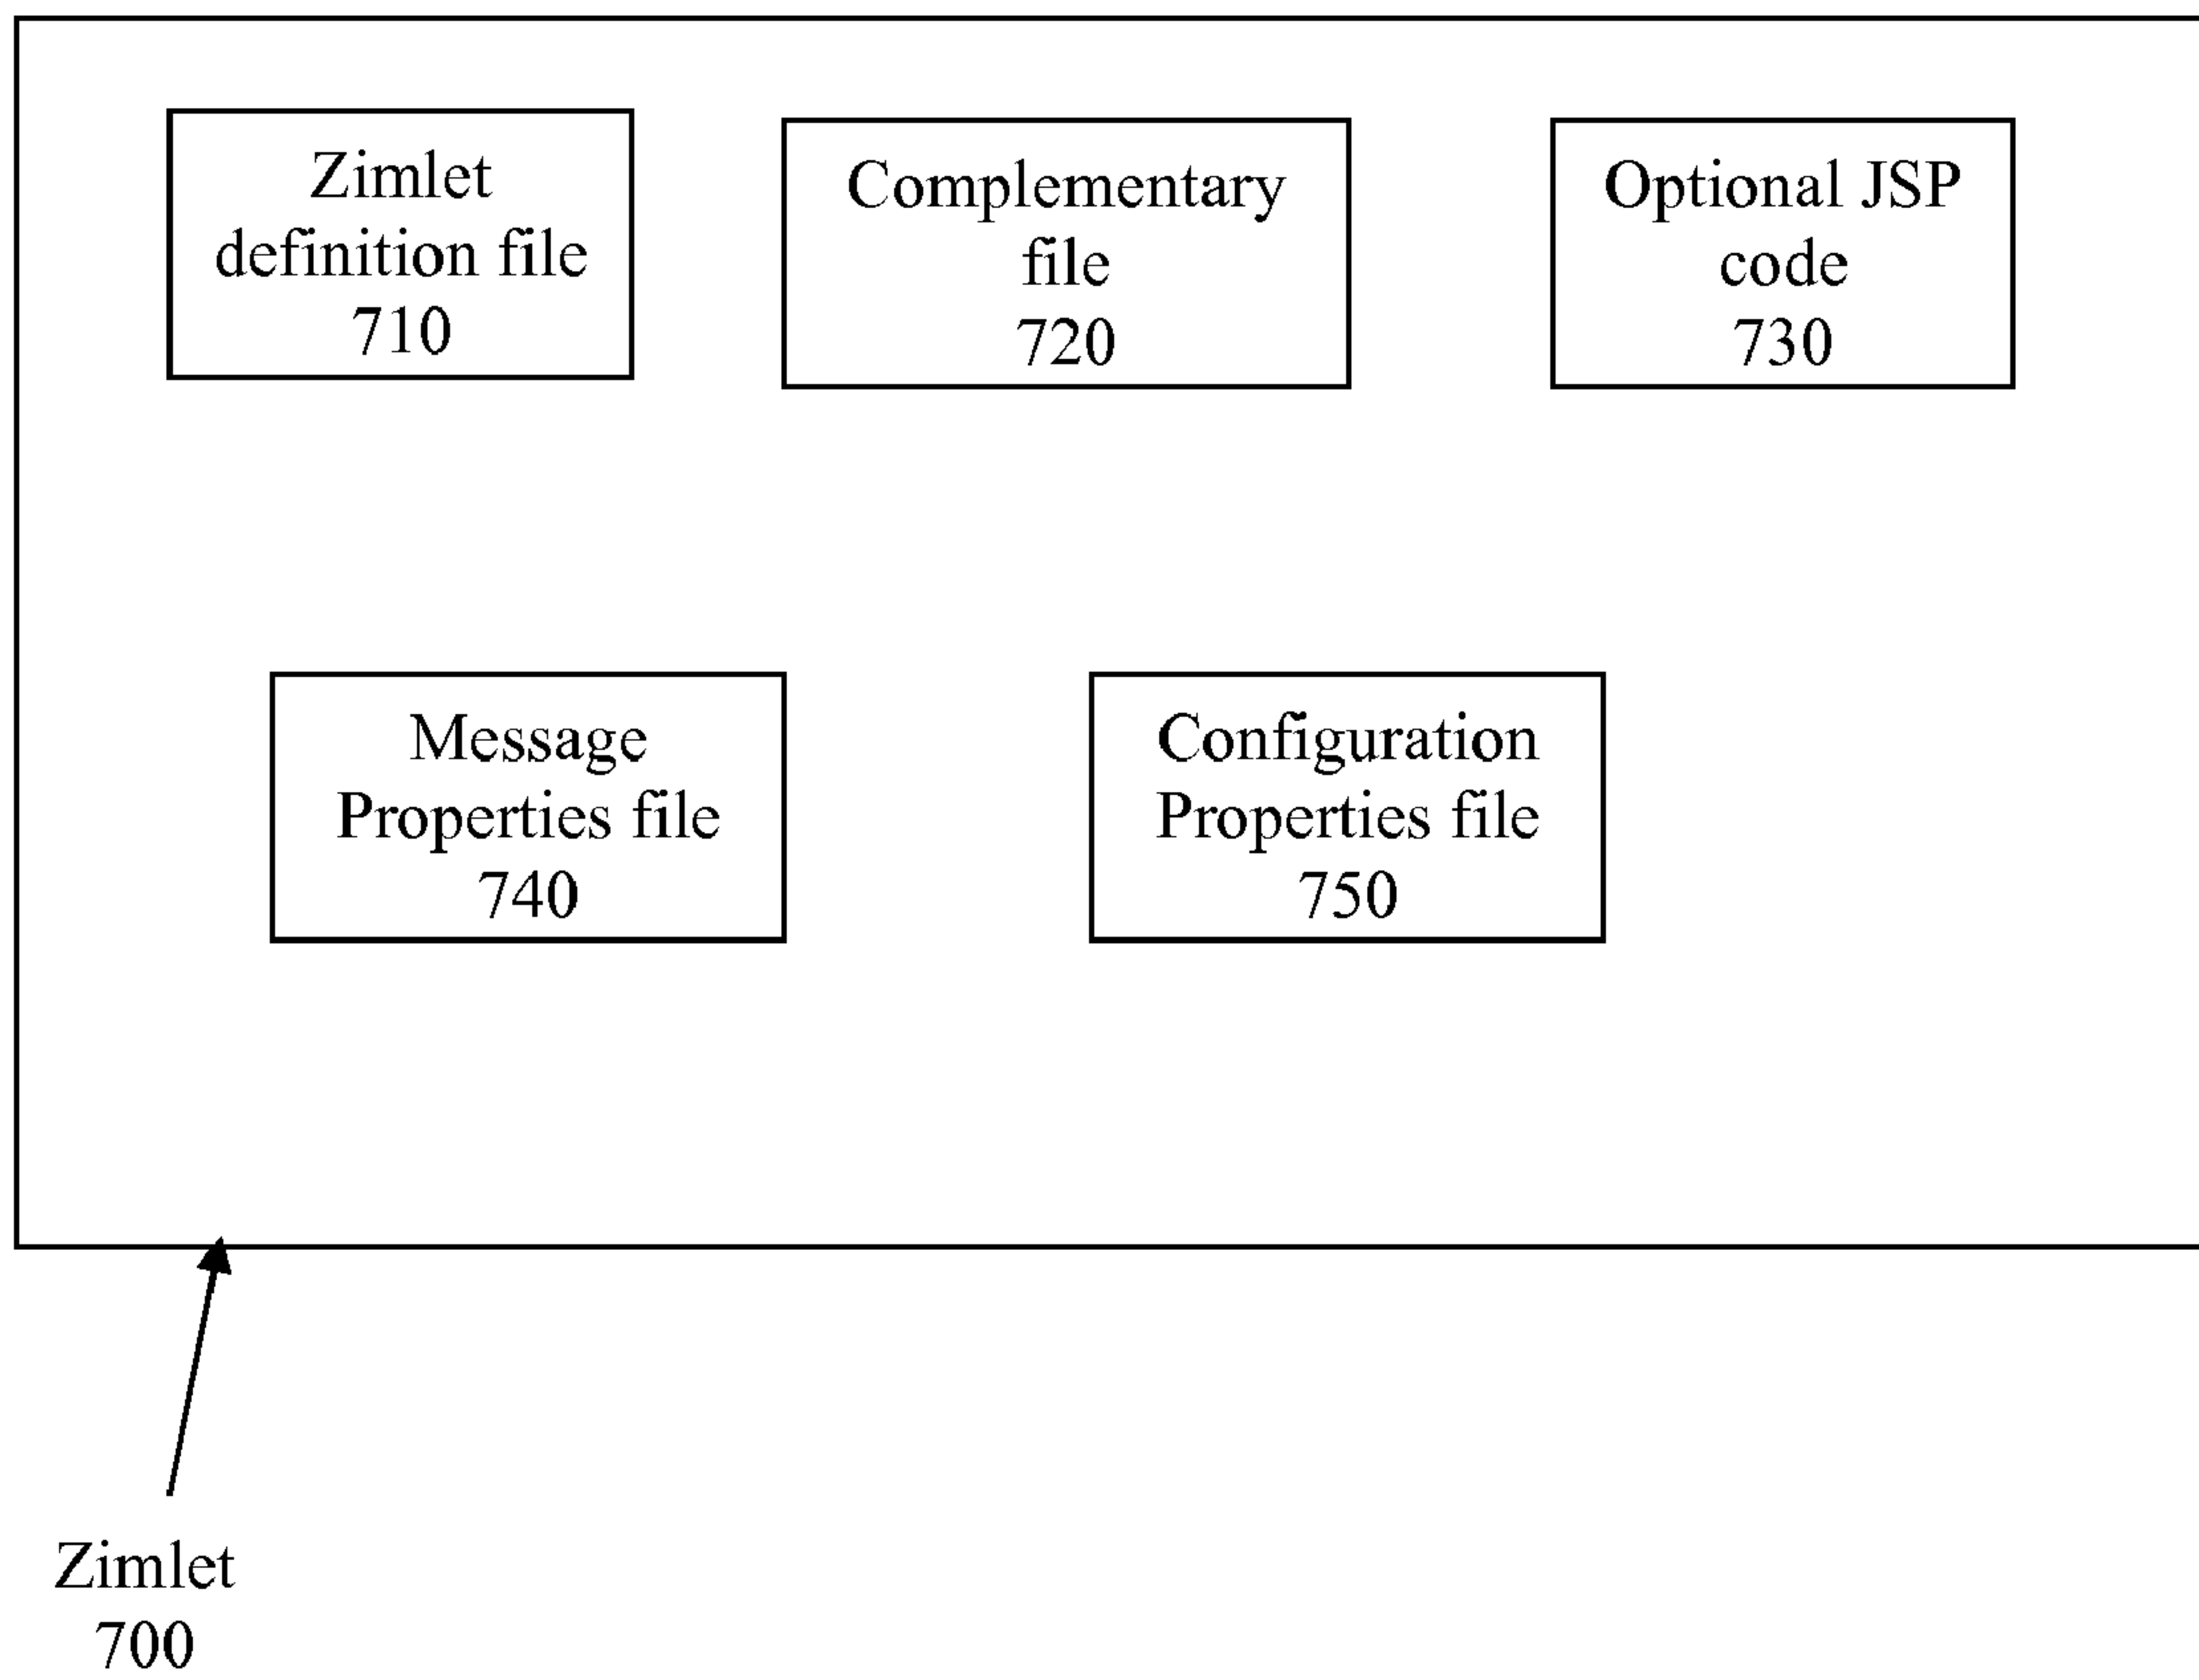 Zimlet
definition file
710
Complementary
file
720
Optional JSP
code
730
Message
Properties file
740
Configuration
Properties file
750
Zimlet
700